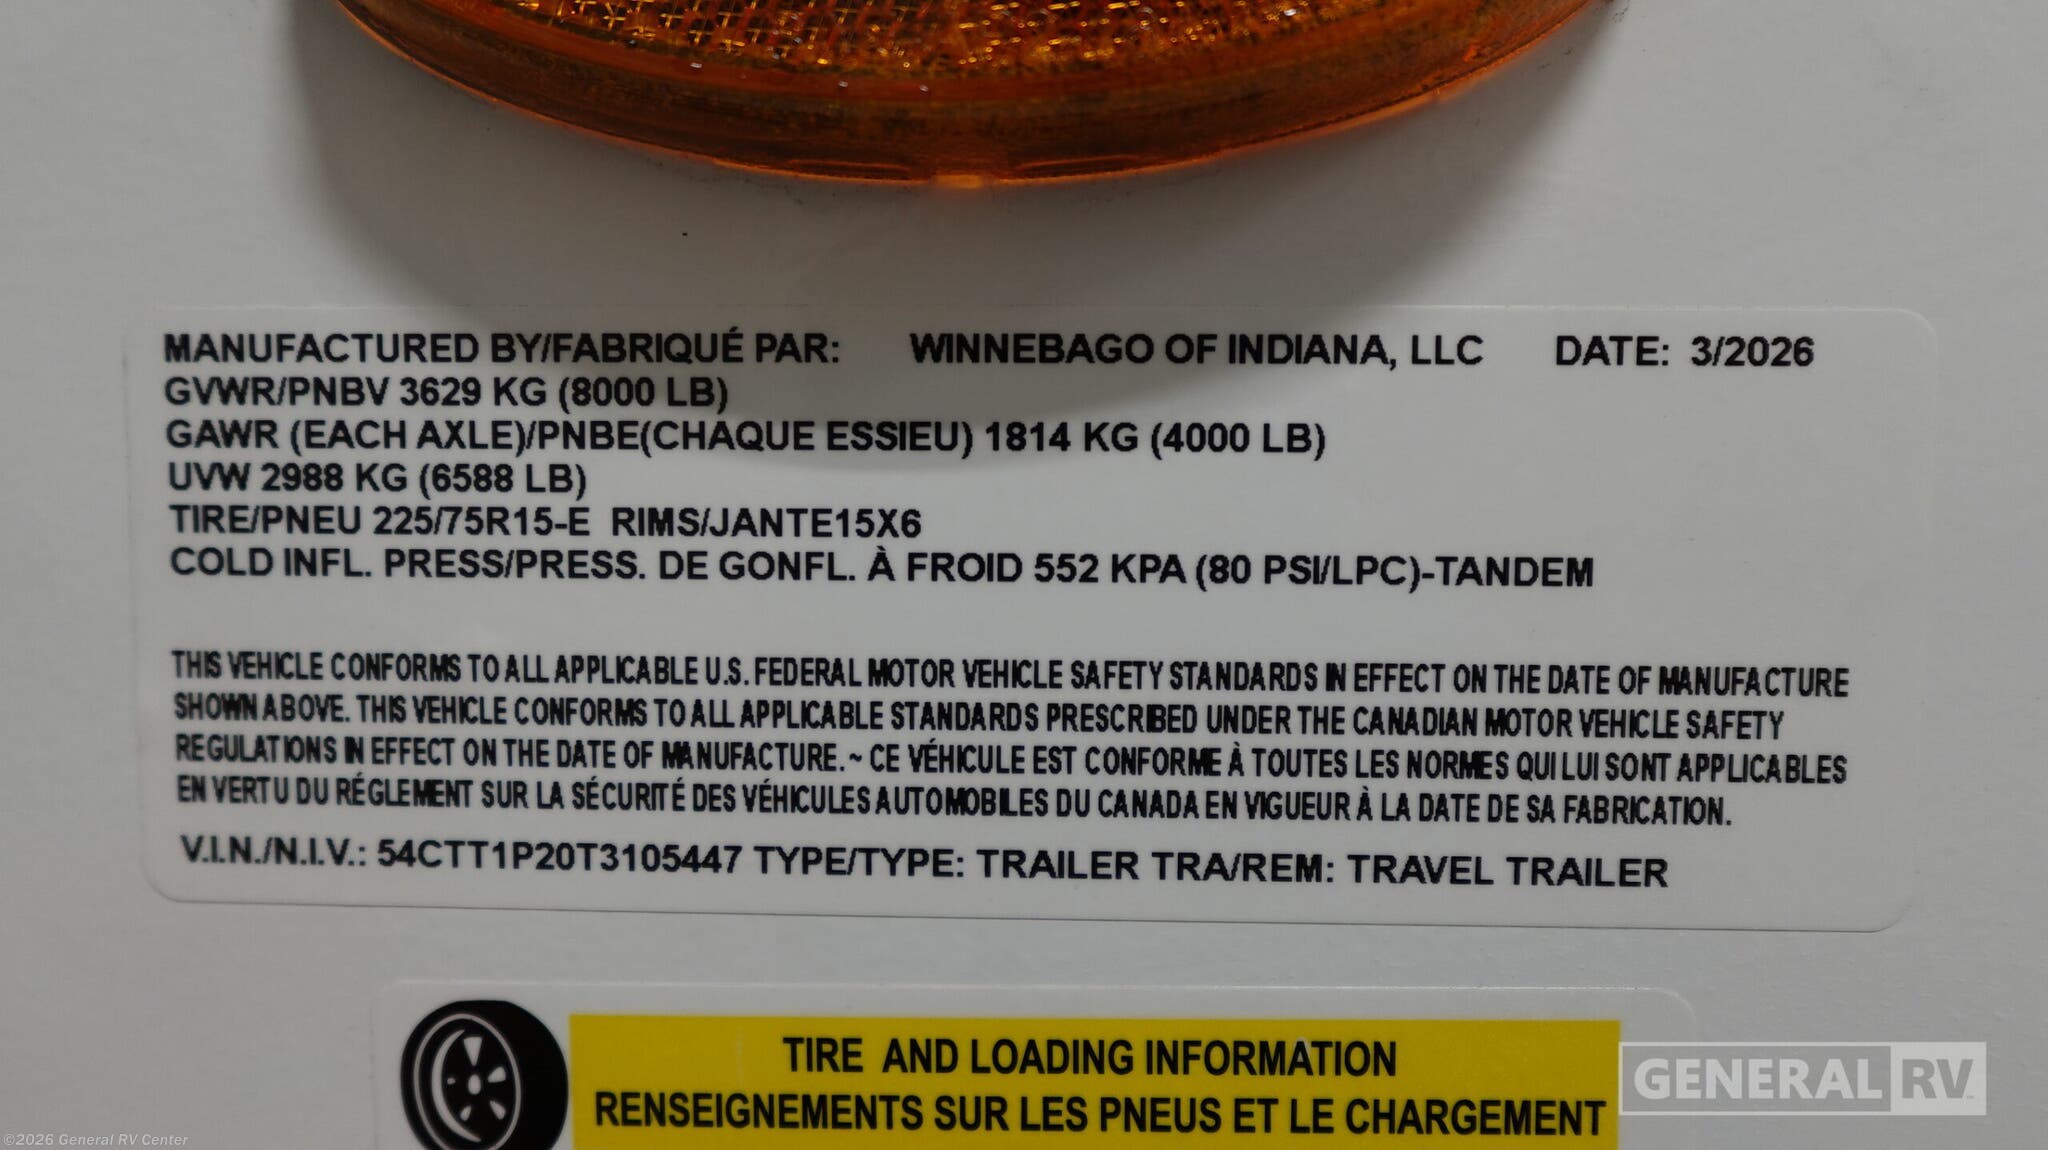 MANUFACTURED BY/FABRIQUÉ PAR: WINNEBAGO OF INDIANA, LLC DATE: 3/2026
GVWR/PNBV 3629 KG (8000 LB)
GAWR (EACH AXLE)/PNBE(CHAQUE ESSIEU) 1814 KG (4000 LB)
UVW 2988 KG (6588 LB)
TIRE/PNEU 225/75R15-E RIMS/JANTE15X6
COLD INFL. PRESS/PRESS. DE GONFL. À FROID 552 KPA (80 PSI/LPC)-TANDEM
THIS VEHICLE CONFORMS TO ALL APPLICABLE U.S. FEDERAL MOTOR VEHICLE SAFETY STANDARDS IN EFFECT ON THE DATE OF MANUFACTURE
SHOWN ABOVE. THIS VEHICLE CONFORMS TO ALL APPLICABLE STANDARDS PRESCRIBED UNDER THE CANADIAN MOTOR VEHICLE SAFETY
REGULATIONS IN EFFECT ON THE DATE OF MANUFACTURE. ~ CE VÉHICULE EST CONFORME À TOUTES LES NORMES QUI LUI SONT APPLICABLES
EN VERTU DU RÉGLEMENT SUR LA SÉCURITÉ DES VÉHICULES AUTOMOBILES DU CANADA EN VIGUEUR À LA DATE DE SA FABRICATION.
V.I.N./N.I.V.: 54CTT1P20T3105447 TYPE/TYPE: TRAILER TRA/REM: TRAVEL TRAILER
TIRE AND LOADING INFORMATION
RENSEIGNEMENTS SUR LES PNEUS ET LE CHARGEMENT
GENERAL RV
©2026 General RV Center